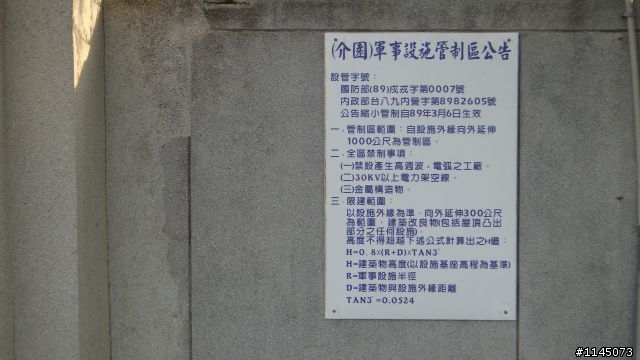 (介圍)軍事設施管制區公告
設管字號：
國防部(89)戌戎字第0007號
內政部台八九內營字第8982605號
公告縮小管制自89年3月6日生效
一．管制區範圍：自設施外緣向外延伸
1000公尺為管制區。
二．全區禁制事項：
(一)禁設產生高週波，電弧之工廠。
(二)30KV以上電力架空線。
(三)金屬構造物。
三．限建範圍：
以設施外緣為準，向外延伸300公尺
為範圍，建築改良物(包括屋頂凸出
部分之任何設施)，
高度不得超越下述公式計算出之H值：
H=0.8×(R+D)×TAN3°
H=建築物高度(以設施基座高程為基準)
R=軍事設施半徑
D=建築物與設施外緣距離
TAN3°=0.0524
#1145073